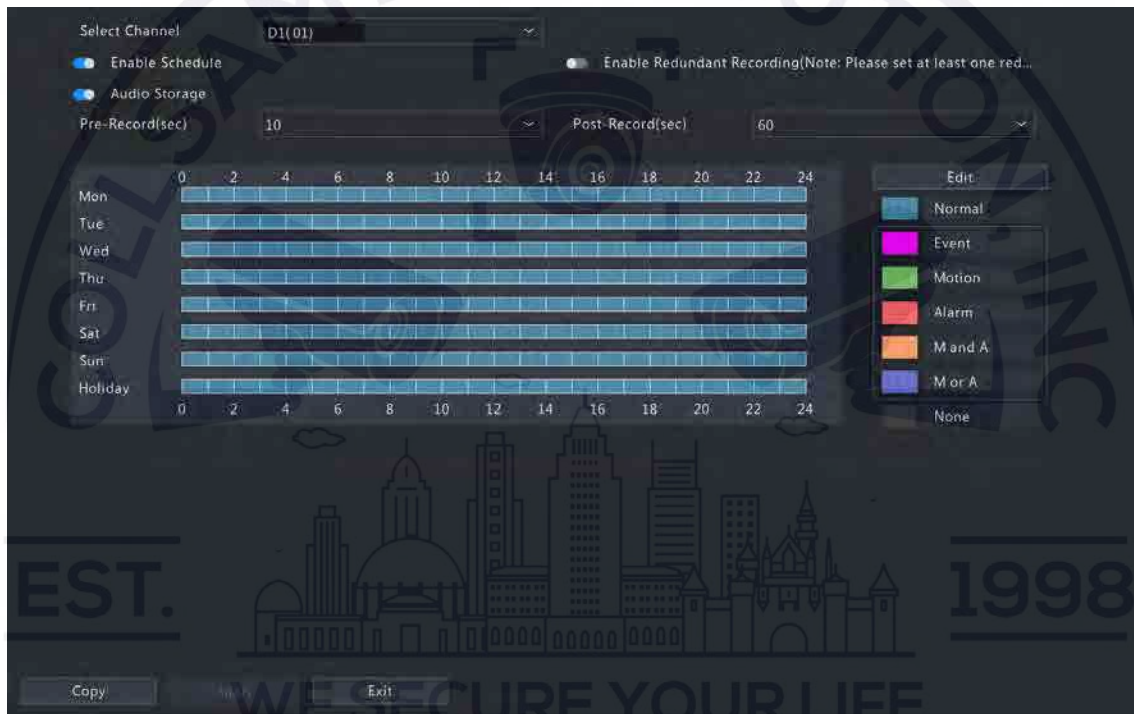 Select Channel D1(01)
Enable Schedule Enable Redundant Recording(Note: Please set at least one red...
Audio Storage
Pre-Record(sec) 10 Post-Record(sec) 60
0 2 4 6 8 10 12 14 16 18 20 22 24
Edit
Mon
Normal
Tue
Wed
Event
Thu
Motion
Fri
Alarm
Sat
Sun
M and A
Holiday
M or A
0 2 4 6 8 10 12 14 16 18 20 22 24
None
EST. 1998
Copy Exit
WE SECURE YOUR LIFE